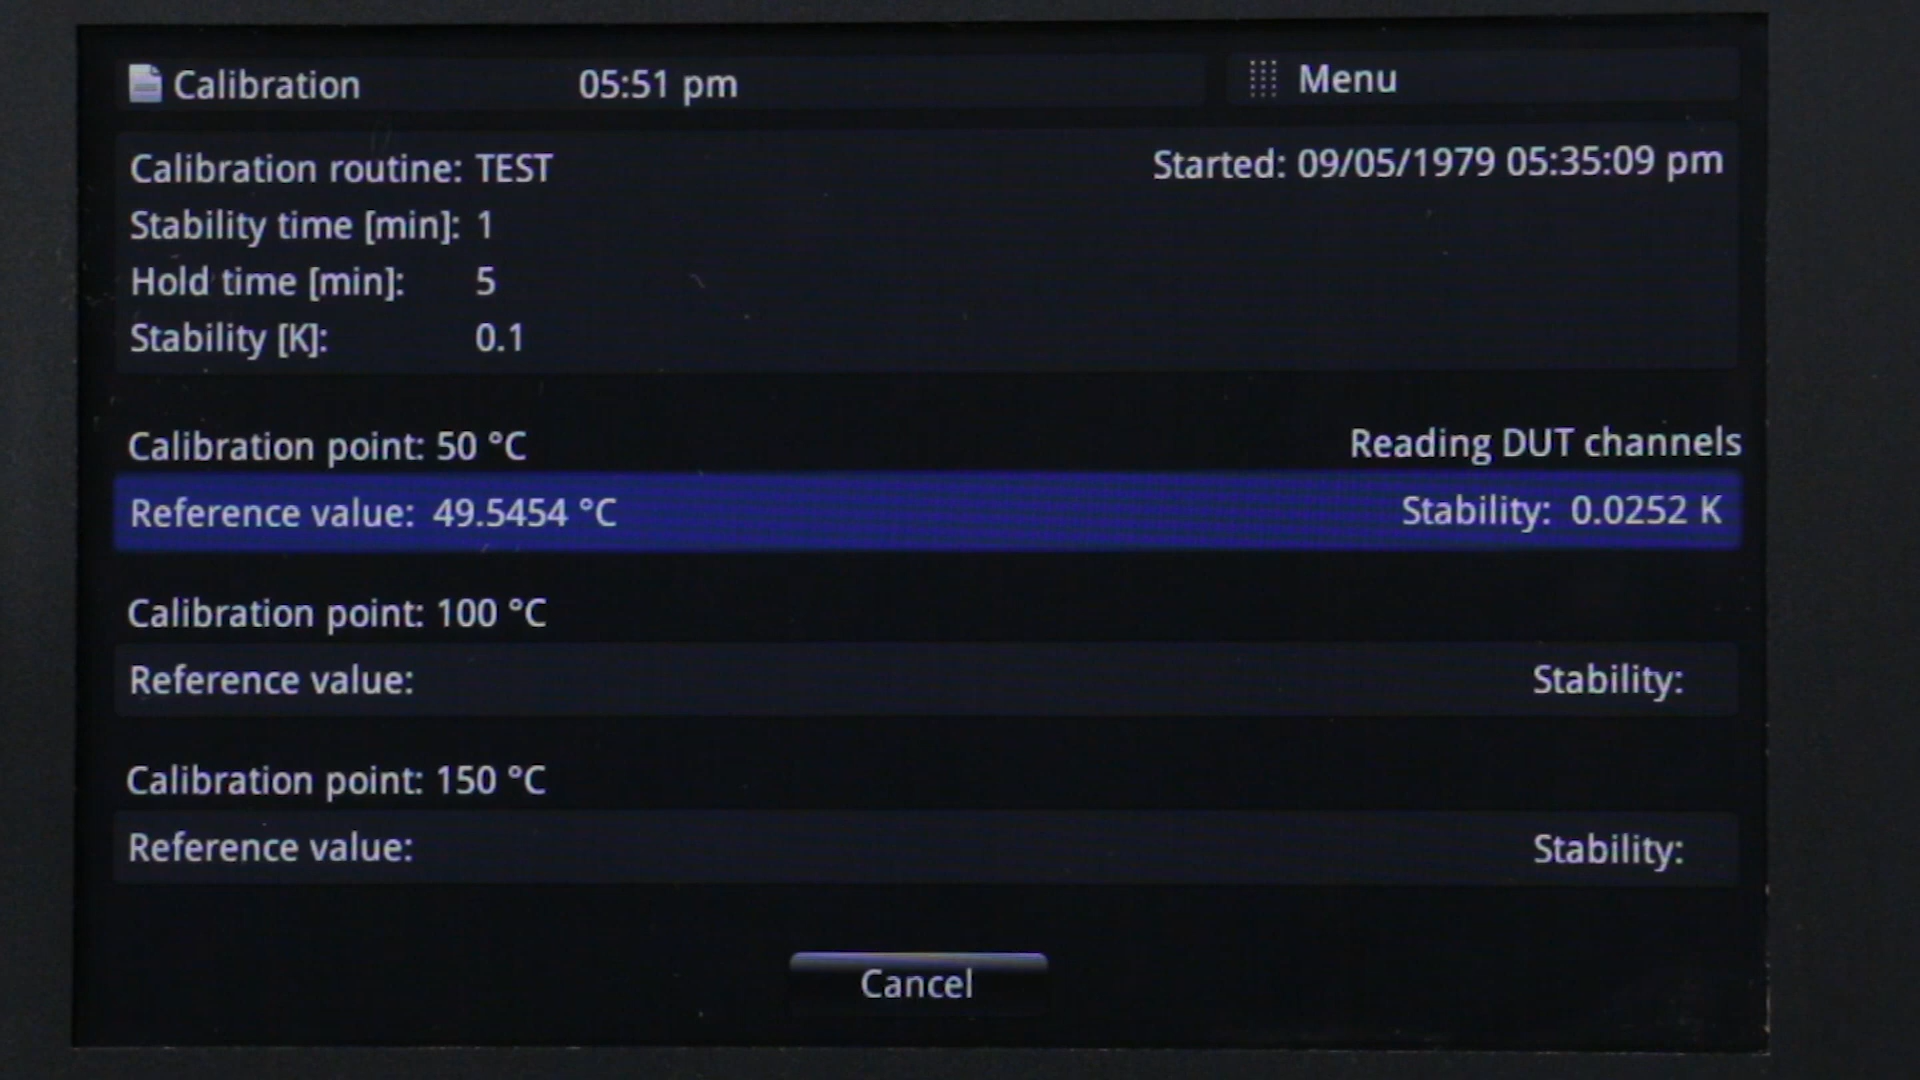 Calibration 05:51 pm Menu
Calibration routine: TEST Started: 09/05/1979 05:35:09 pm
Stability time [min]: 1
Hold time [min]: 5
Stability [K]: 0.1
Calibration point: 50 °C Reading DUT channels
Reference value: 49.5454 °C Stability: 0.0252 K
Calibration point: 100 °C
Reference value: Stability:
Calibration point: 150 °C
Reference value: Stability:
Cancel